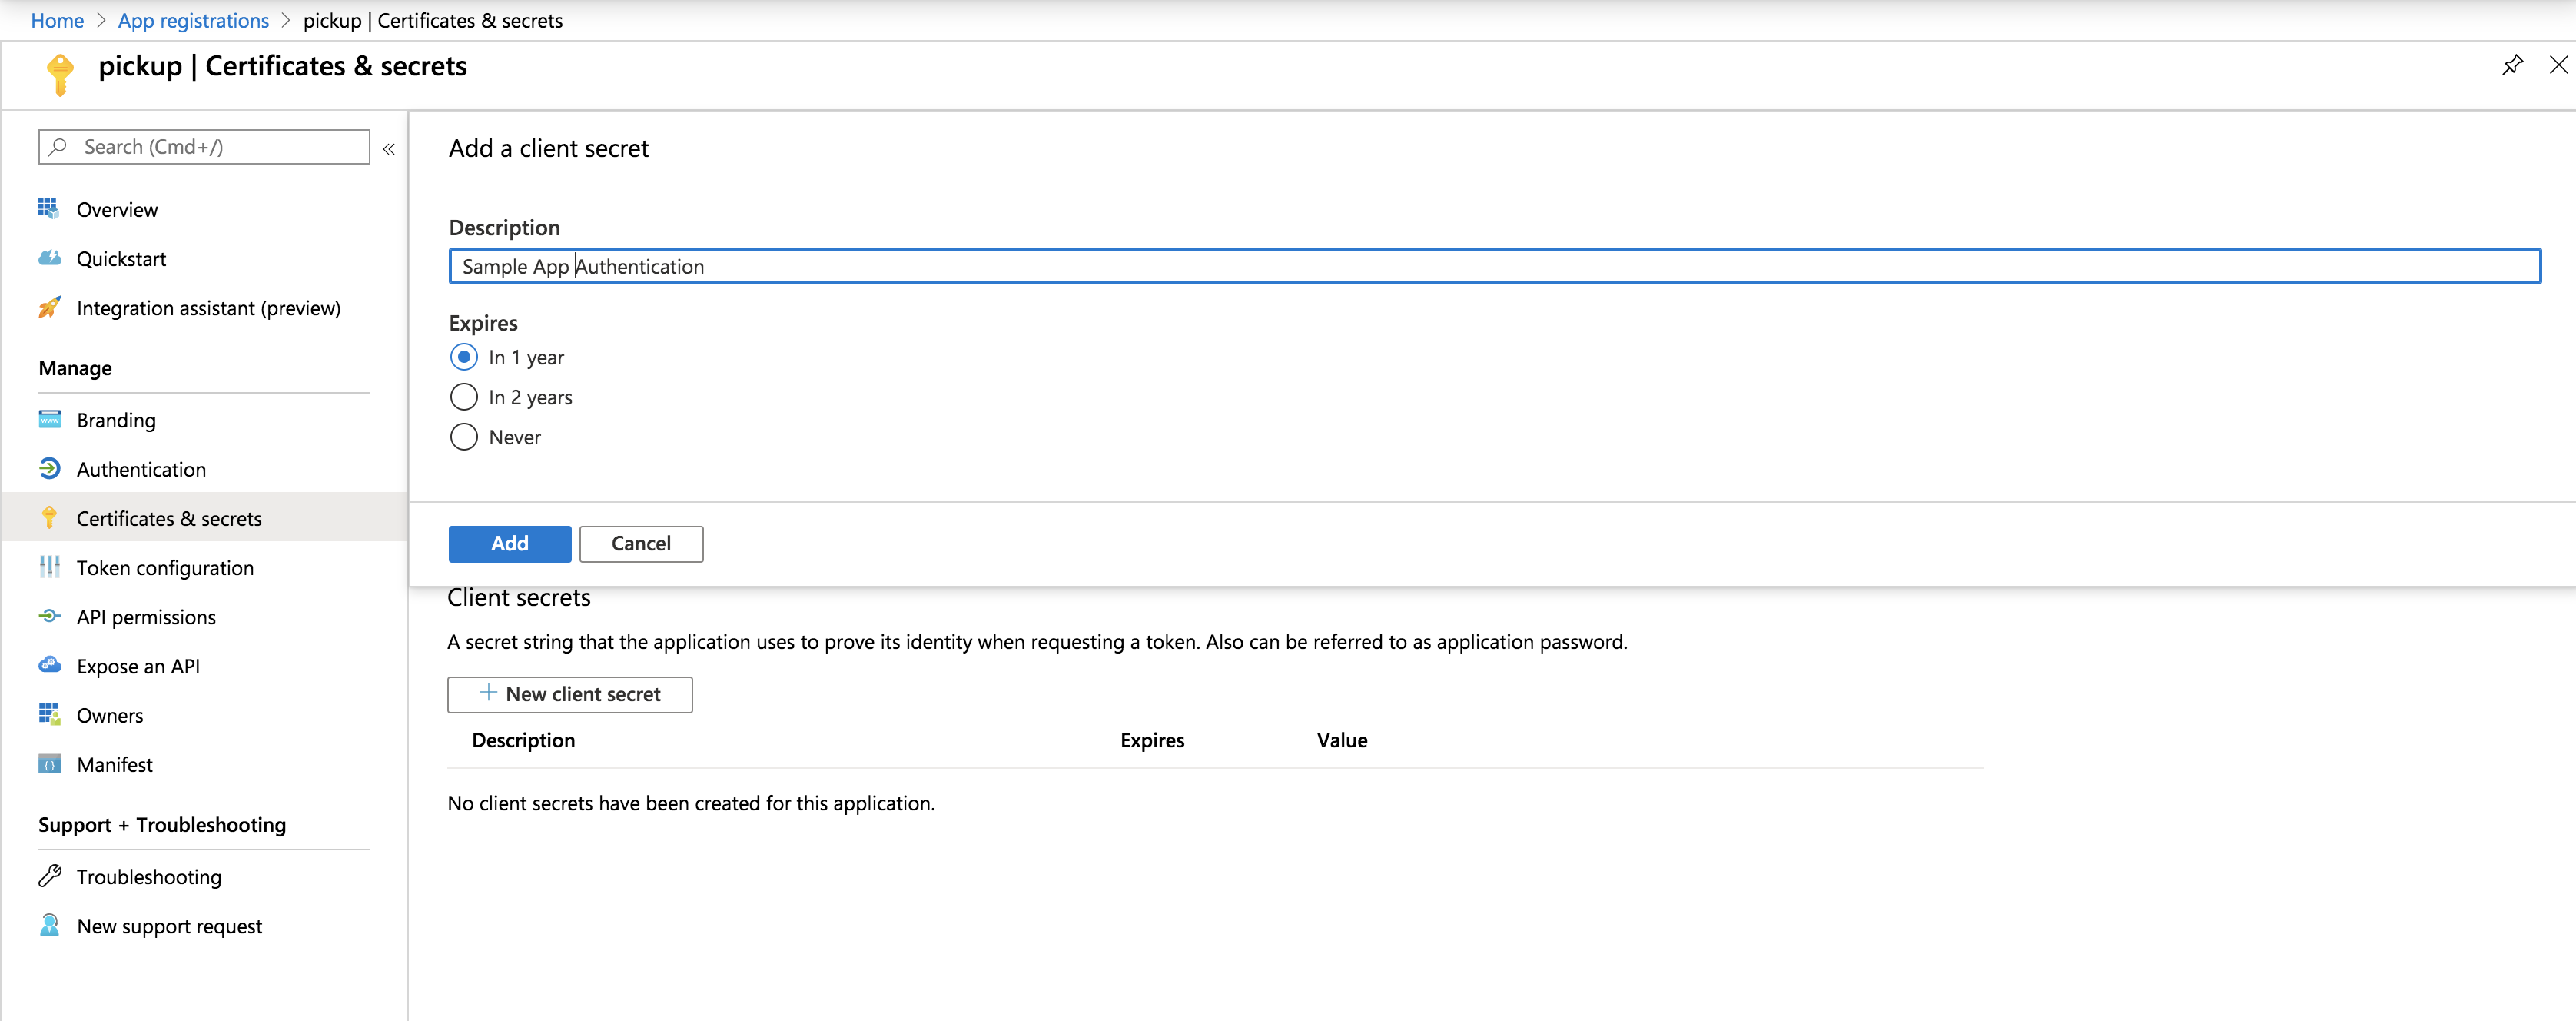 Home > App registrations > pickup | Certificates & secrets
pickup | Certificates & secrets
Search (Cmd+/)
«
Overview
Quickstart
Integration assistant (preview)
Manage
Branding
Authentication
Certificates & secrets
Token configuration
API permissions
Expose an API
Owners
Manifest
Support + Troubleshooting
Troubleshooting
New support request
Add a client secret
Description
Sample App Authentication
Expires
In 1 year
In 2 years
Never
Add Cancel
Client secrets
A secret string that the application uses to prove its identity when requesting a token. Also can be referred to as application password.
+ New client secret
Description Expires Value
No client secrets have been created for this application.